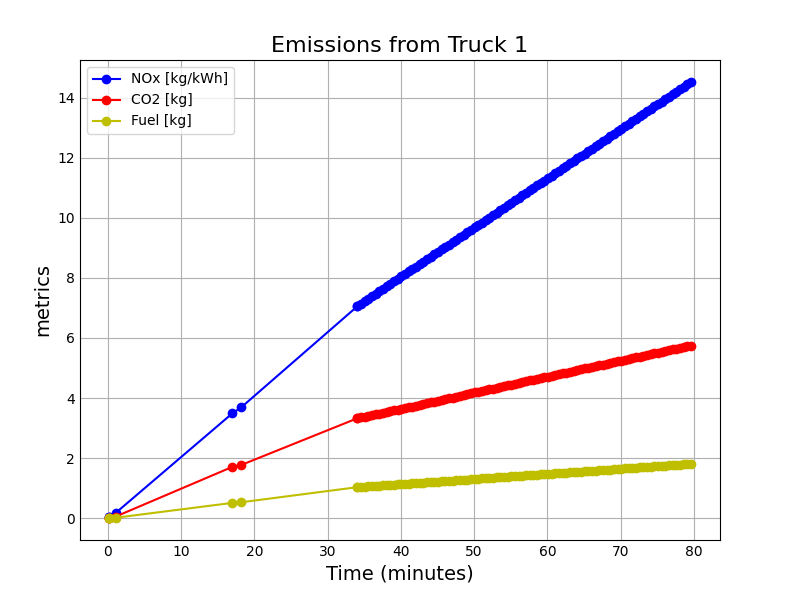 Emissions from Truck 1
NOx [kg/kWh]
CO2 [kg]
Fuel [kg]
metrics
14
12
10
8
6
4
2
0
0 10 20 30 40 50 60 70 80
Time (minutes)